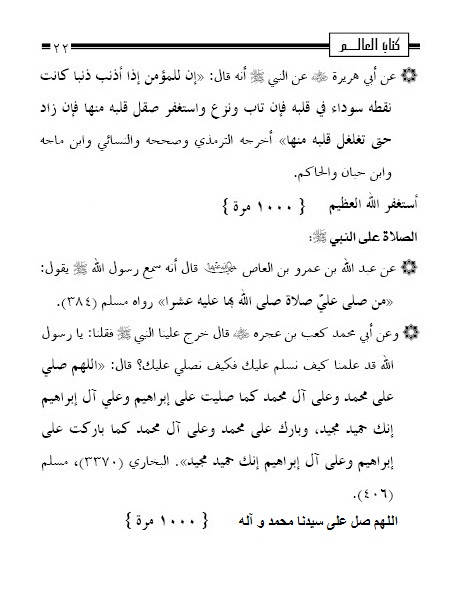 كتاب العالم ٢٢
عن أبي هريرة ﷺ عن النبي ﷺ أنه قال: «إن للمؤمن إذا أذنب ذنبا كانت
نقطه سوداء في قلبه فإن تاب ونزع واستغفر صقل قلبه منها فإن زاد
حتى تغلغل قلبه منها» أخرجه الترمذي وصححه والنسائي وابن ماجه
وابن حبان والحاكم.
أستغفر الله العظيم { ١٠٠٠ مرة }
الصلاة على النبي ﷺ:
عن عبد الله بن عمرو بن العاص قال أنه سمع رسول الله ﷺ يقول:
«من صلى عليّ صلاة صلى الله بها عليه عشرا» رواه مسلم (٣٨٤).
وعن أبي محمد كعب بن عجره قال خرج علينا النبي ﷺ فقلنا: يا رسول
الله قد علمنا كيف نسلم عليك فكيف نصلي عليك؟ قال: «اللهم صلي
على محمد وعلى آل محمد كما صليت على إبراهيم وعلي آل إبراهيم
إنك حميد مجيد، وبارك على محمد وعلى آل محمد كما باركت على
إبراهيم وعلى آل إبراهيم إنك حميد مجيد». البخاري (٣٣٧٠)، مسلم
(٤٠٦).
اللهم صل على سيدنا محمد و آله { ١٠٠٠ مرة }